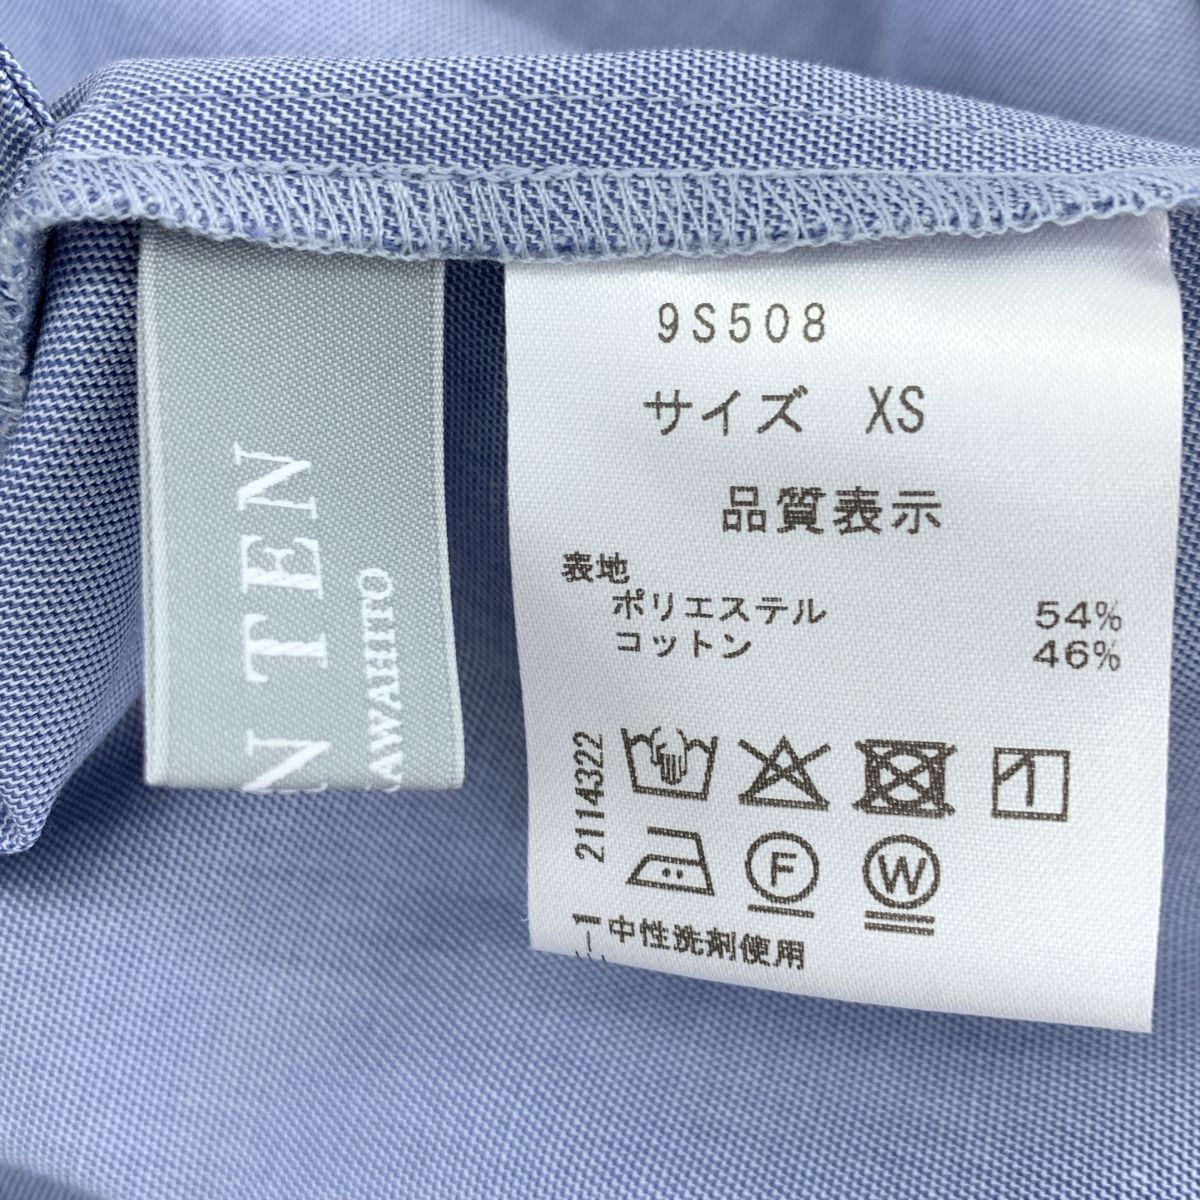 TEN
9S508
サイズ XS
品質表示
表地
ポリエステル 54%
コットン 46%
2114322
F
W
中性洗剤使用